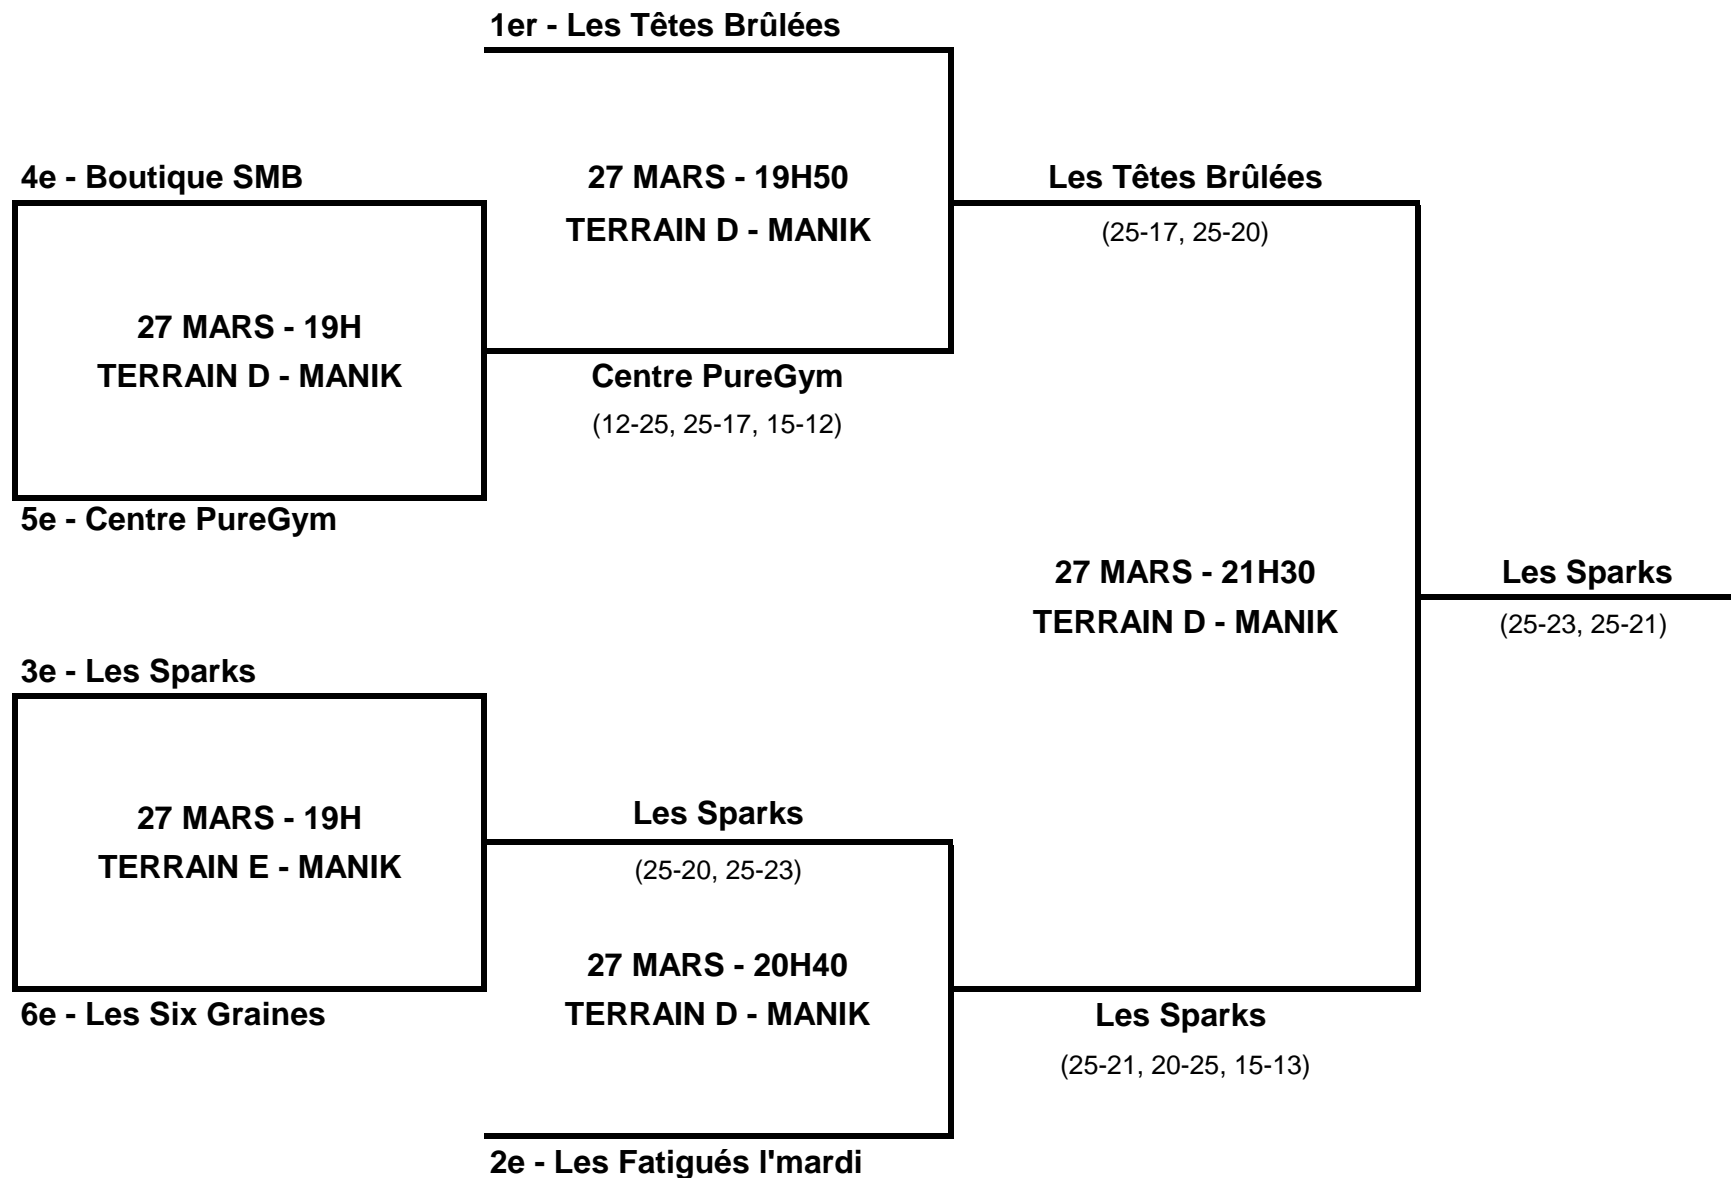 1er - Les Têtes Brûlées
4e - Boutique SMB
27 MARS - 19H50
TERRAIN D - MANIK
Les Têtes Brûlées
(25-17, 25-20)
27 MARS - 19H
TERRAIN D - MANIK
Centre PureGym
(12-25, 25-17, 15-12)
5e - Centre PureGym
27 MARS - 21H30
TERRAIN D - MANIK
Les Sparks
(25-23, 25-21)
3e - Les Sparks
27 MARS - 19H
TERRAIN E - MANIK
Les Sparks
(25-20, 25-23)
27 MARS - 20H40
TERRAIN D - MANIK
6e - Les Six Graines
Les Sparks
(25-21, 20-25, 15-13)
2e - Les Fatigués l'mardi